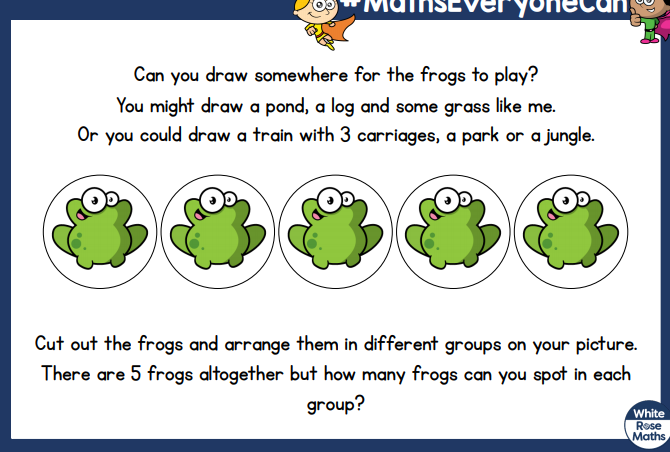 #MathsEveryoneCan
Can you draw somewhere for the frogs to play?
You might draw a pond, a log and some grass like me.
Or you could draw a train with 3 carriages, a park or a jungle.
Cut out the frogs and arrange them in different groups on your picture.
There are 5 frogs altogether but how many frogs can you spot in each
group?
White
Rose
Maths